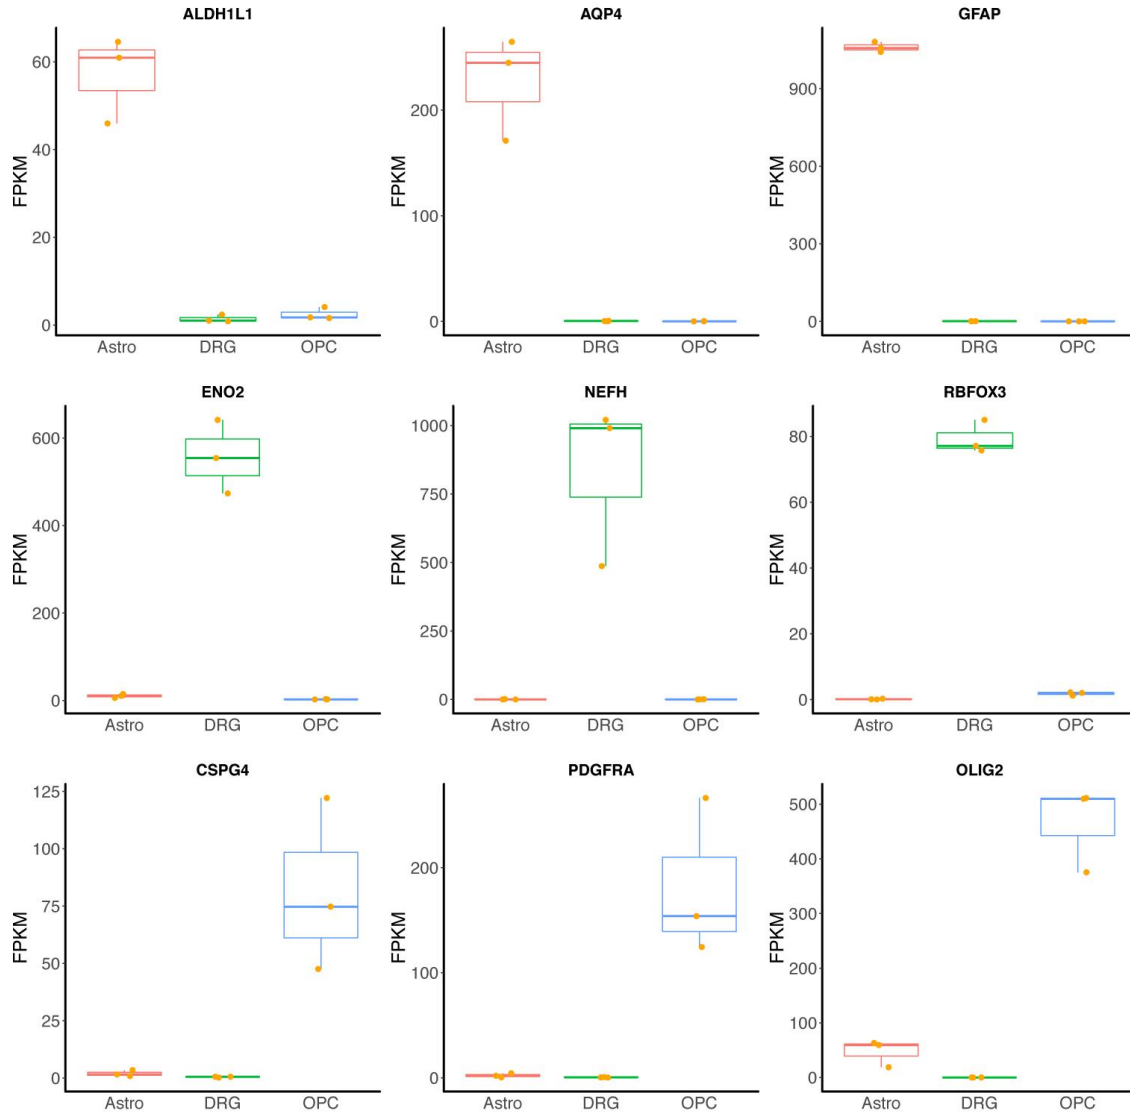 ALDH1L1
FPKM
60
40
20
0
Astro DRG OPC
AQP4
FPKM
200
100
0
Astro DRG OPC
GFAP
FPKM
900
600
300
0
Astro DRG OPC
ENO2
FPKM
600
400
200
0
Astro DRG OPC
NEFH
FPKM
1000
750
500
250
0
Astro DRG OPC
RBFOX3
FPKM
80
60
40
20
0
Astro DRG OPC
CSPG4
FPKM
125
100
75
50
25
0
Astro DRG OPC
PDGFRA
FPKM
200
100
0
Astro DRG OPC
OLIG2
FPKM
500
400
300
200
100
0
Astro DRG OPC